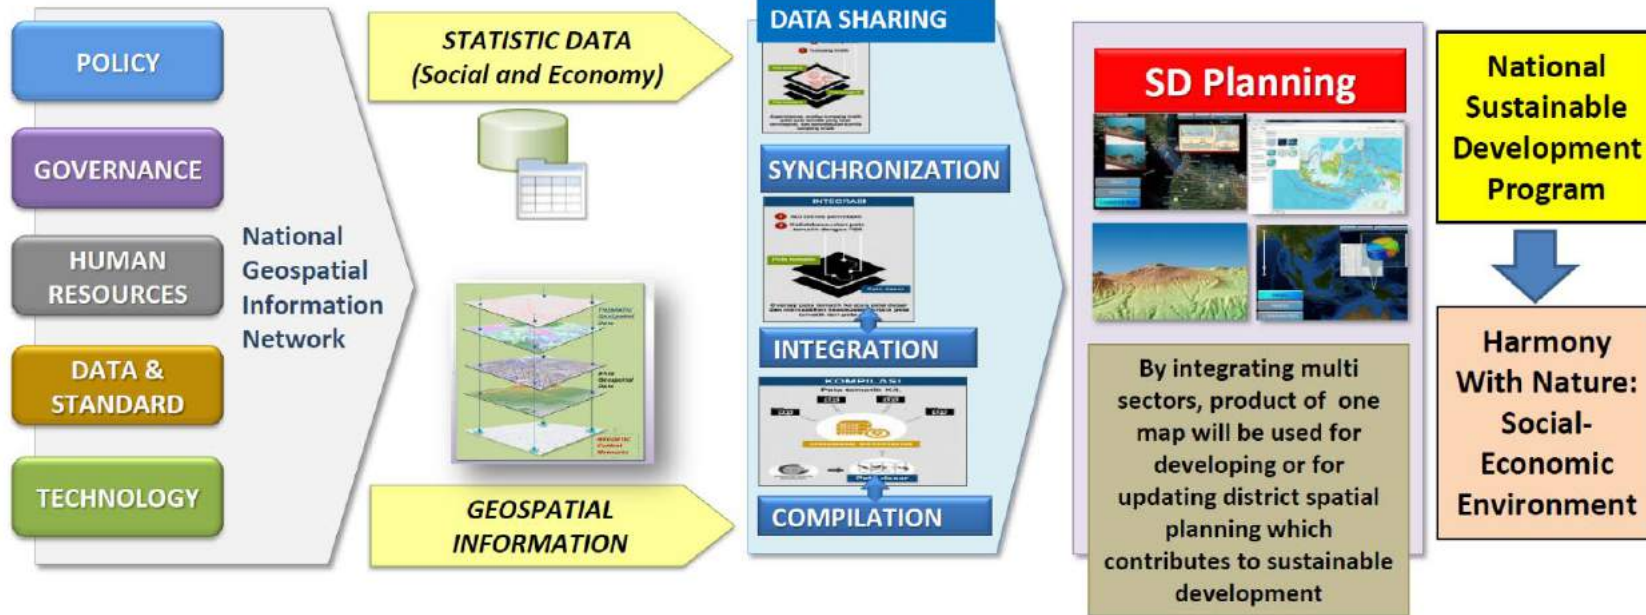 POLICY
GOVERNANCE
HUMAN
RESOURCES
DATA &
STANDARD
TECHNOLOGY
National
Geospatial
Information
Network
STATISTIC DATA
(Social and Economy)
GEOSPATIAL
INFORMATION
DATA SHARING
SYNCHRONIZATION
INTEGRASI
INTEGRATION
KOMPILASI
COMPILATION
SD Planning
By integrating multi
sectors, product of one
map will be used for
developing or for
updating district spatial
planning which
contributes to sustainable
development
National
Sustainable
Development
Program
Harmony
With Nature:
Social-
Economic
Environment